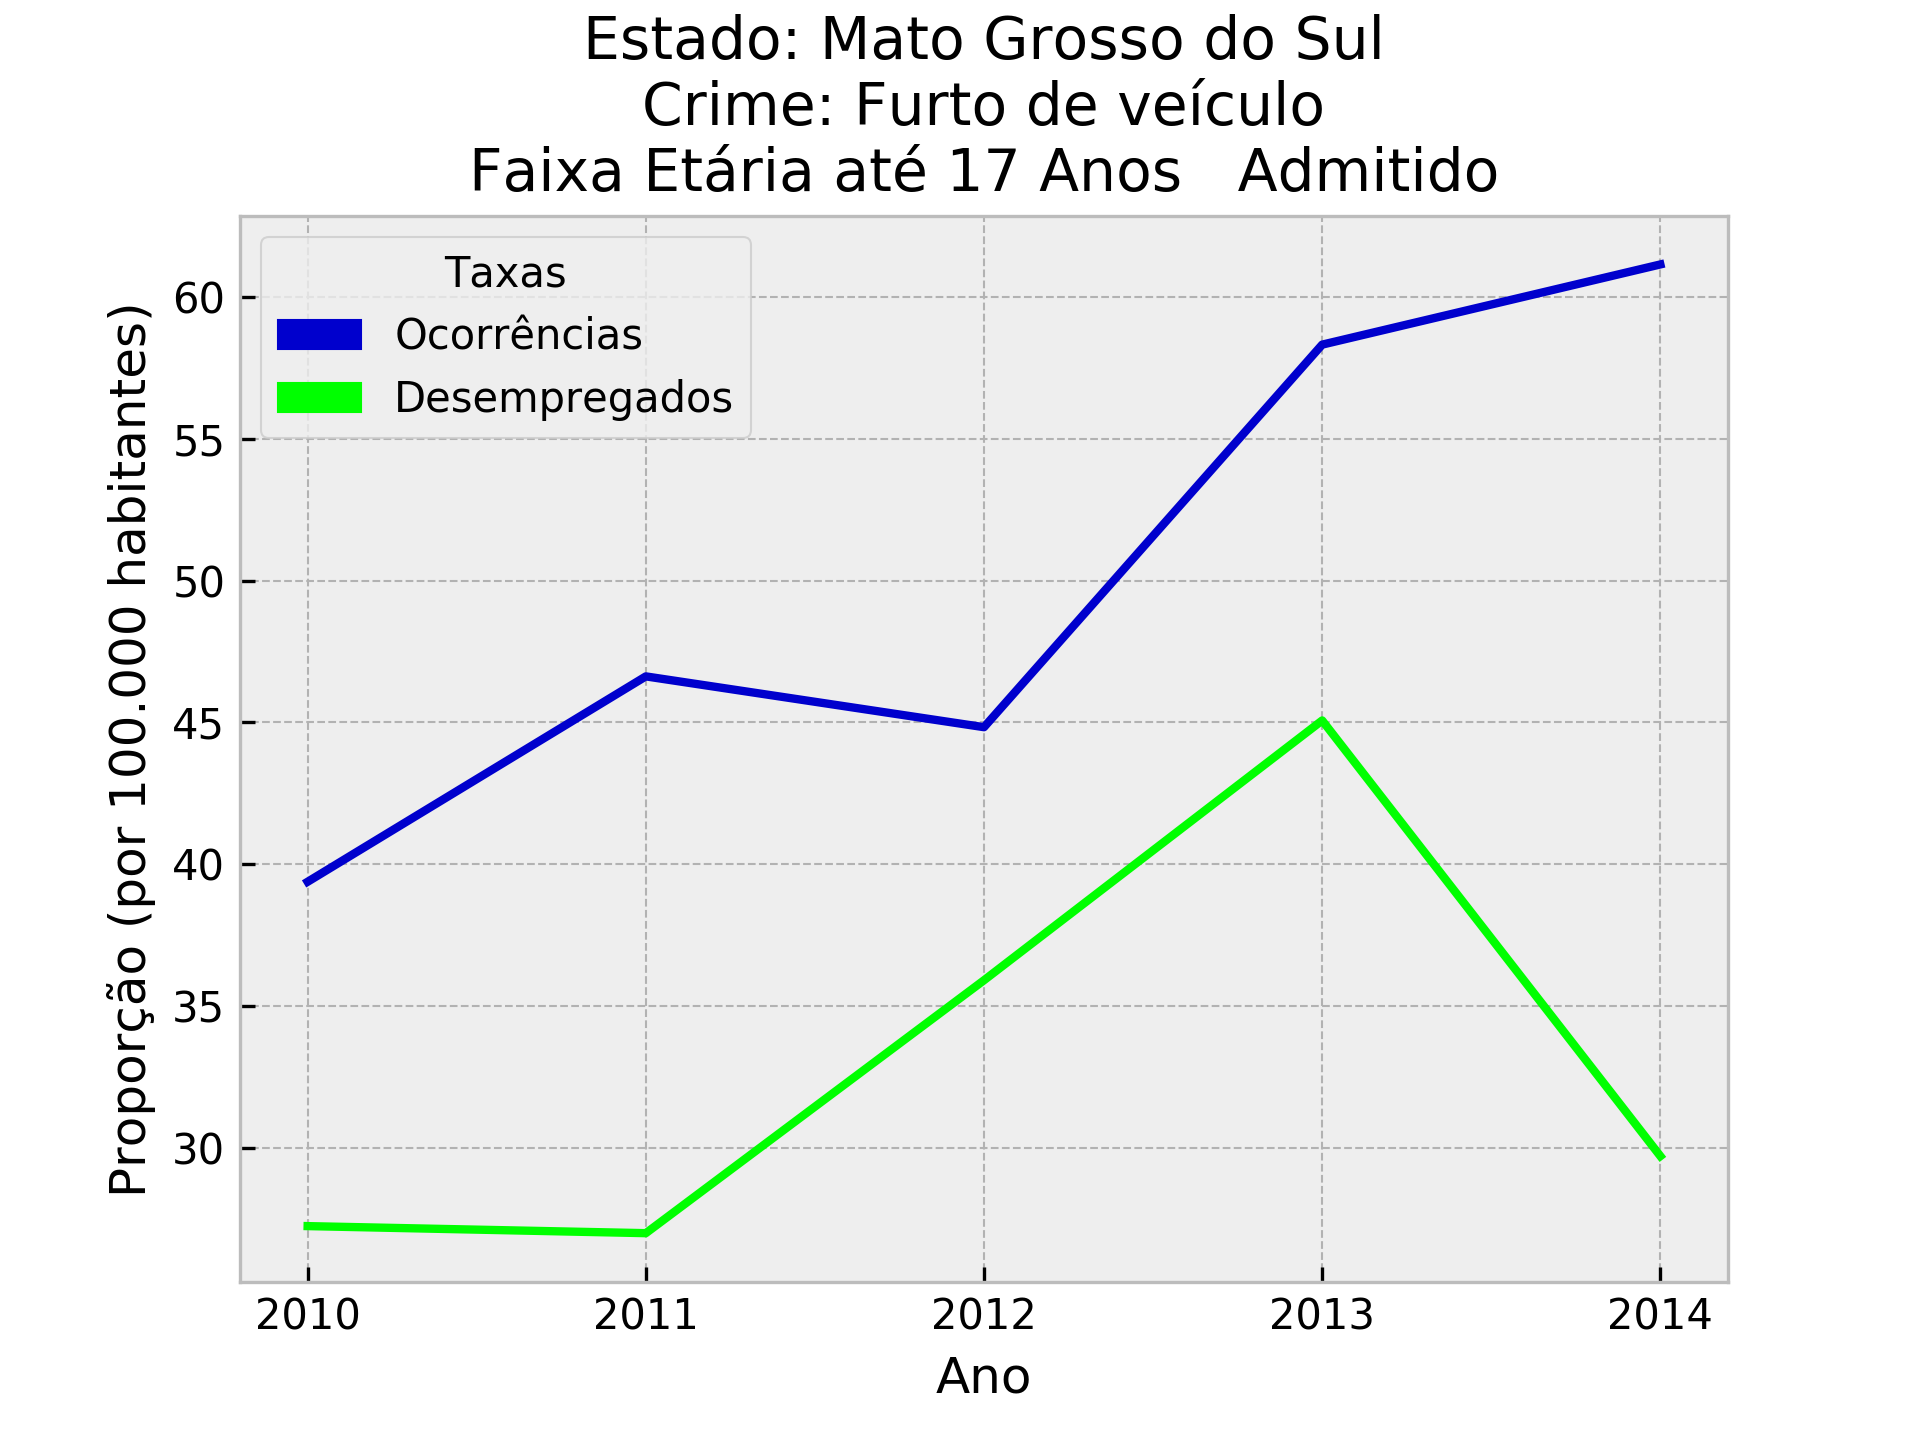 Estado: Mato Grosso do Sul
Crime: Furto de veículo
Faixa Etária até 17 Anos   Admitido
Taxas
Ocorrências
Desempregados
Proporção (por 100.000 habitantes)
60
55
50
45
40
35
30
2010 2011 2012 2013 2014
Ano